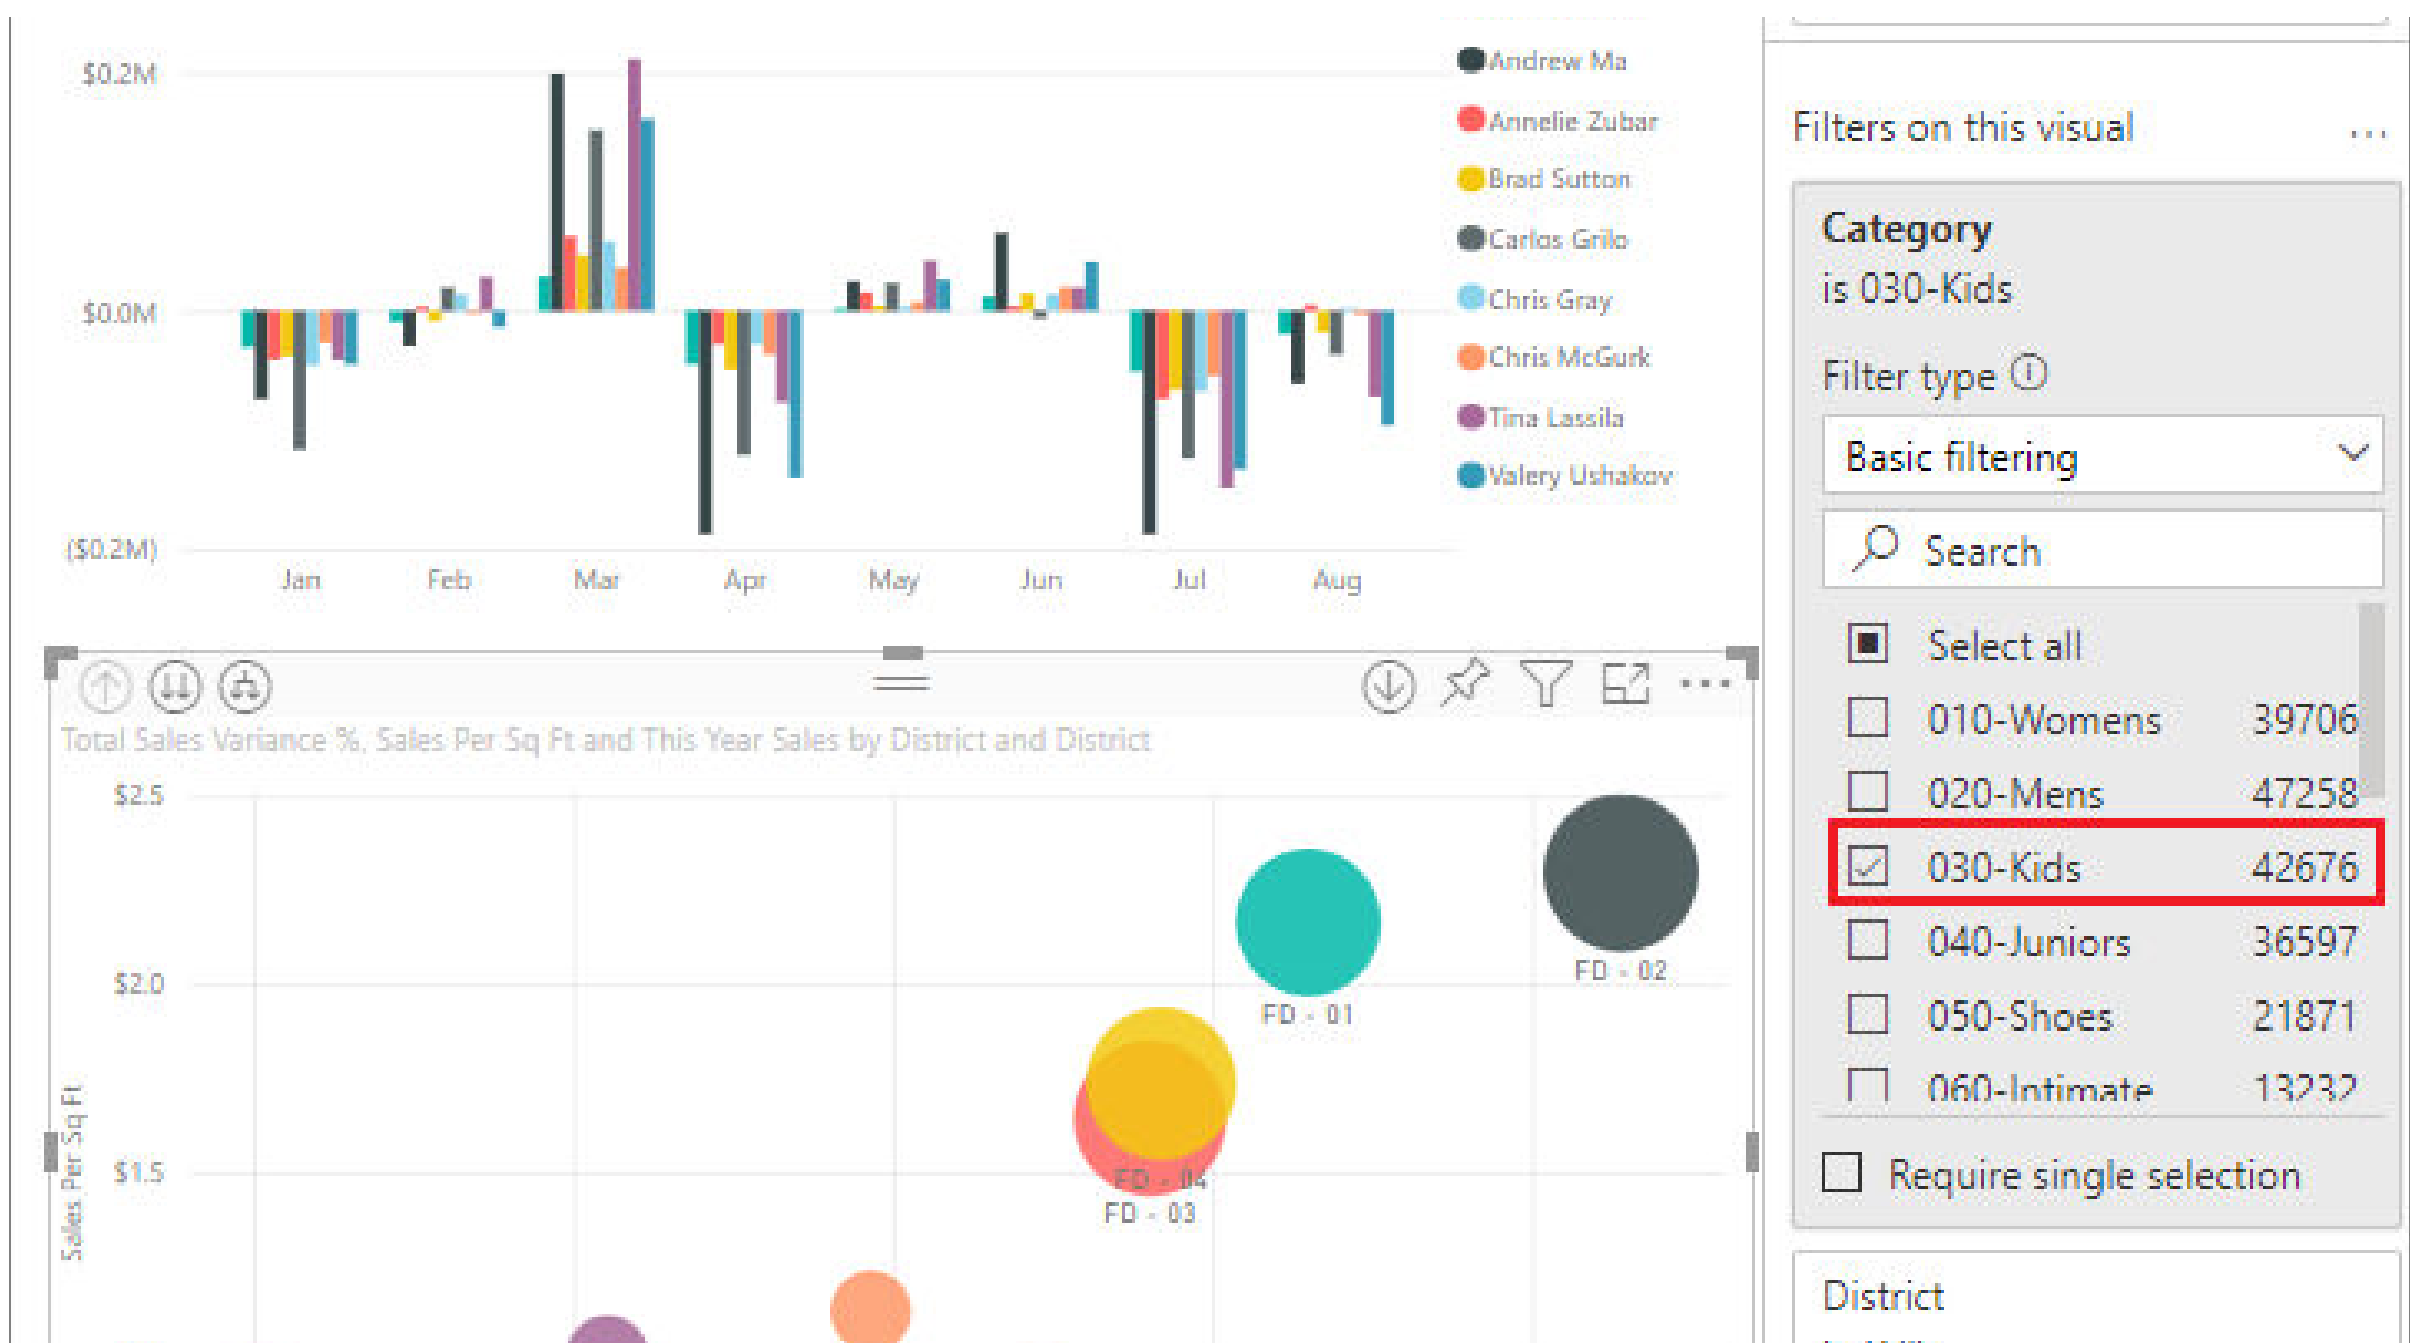 $0.2M
$0.0M
($0.2M)
Jan Feb Mar Apr May Jun Jul Aug
Andrew Ma
Annelie Zubar
Brad Sutton
Carlos Grilo
Chris Gray
Chris McGurk
Tina Lassila
Valery Ushakov
Total Sales Variance %, Sales Per Sq Ft and This Year Sales by District and District
Sales Per Sq Ft
$2.5
$2.0
$1.5
FD - 02
FD - 01
FD - 04
FD - 03
Filters on this visual
Category
is 030-Kids
Filter type
Basic filtering
Search
Select all
010-Womens 39706
020-Mens 47258
030-Kids 42676
040-Juniors 36597
050-Shoes 21871
060-Intimate 13232
Require single selection
District